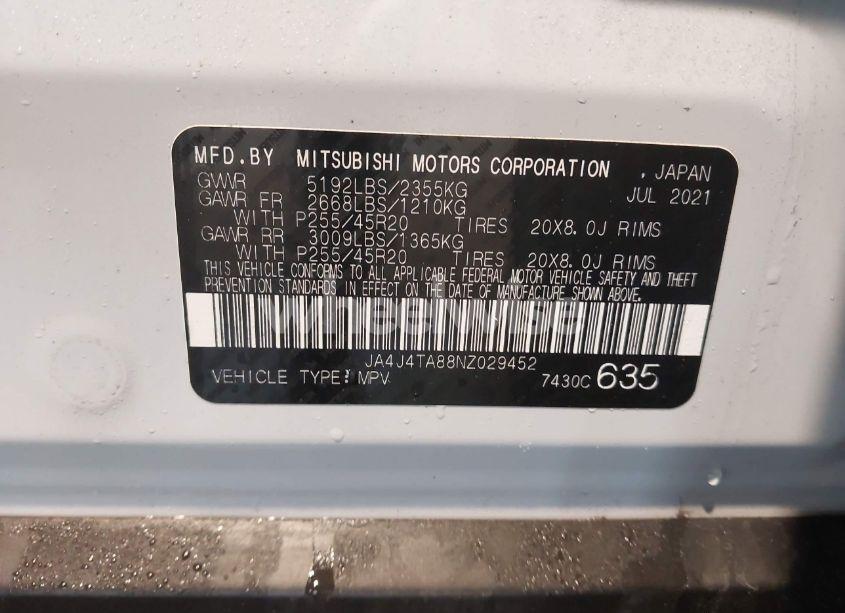 MFD.BY MITSUBISHI MOTORS CORPORATION , JAPAN
GVWR 5192LBS/2355KG JUL 2021
GAWR FR 2668LBS/1210KG
WITH P255/45R20 TIRES 20X8.0J RIMS
GAWR RR 3009LBS/1365KG
WITH P255/45R20 TIRES 20X8.0J RIMS
THIS VEHICLE CONFORMS TO ALL APPLICABLE FEDERAL MOTOR VEHICLE SAFETY AND THEFT
PREVENTION STANDARDS IN EFFECT ON THE DATE OF MANUFACTURE SHOWN ABOVE.
JA4J4TA88NZ029452
VEHICLE TYPE: MPV 7430C 635